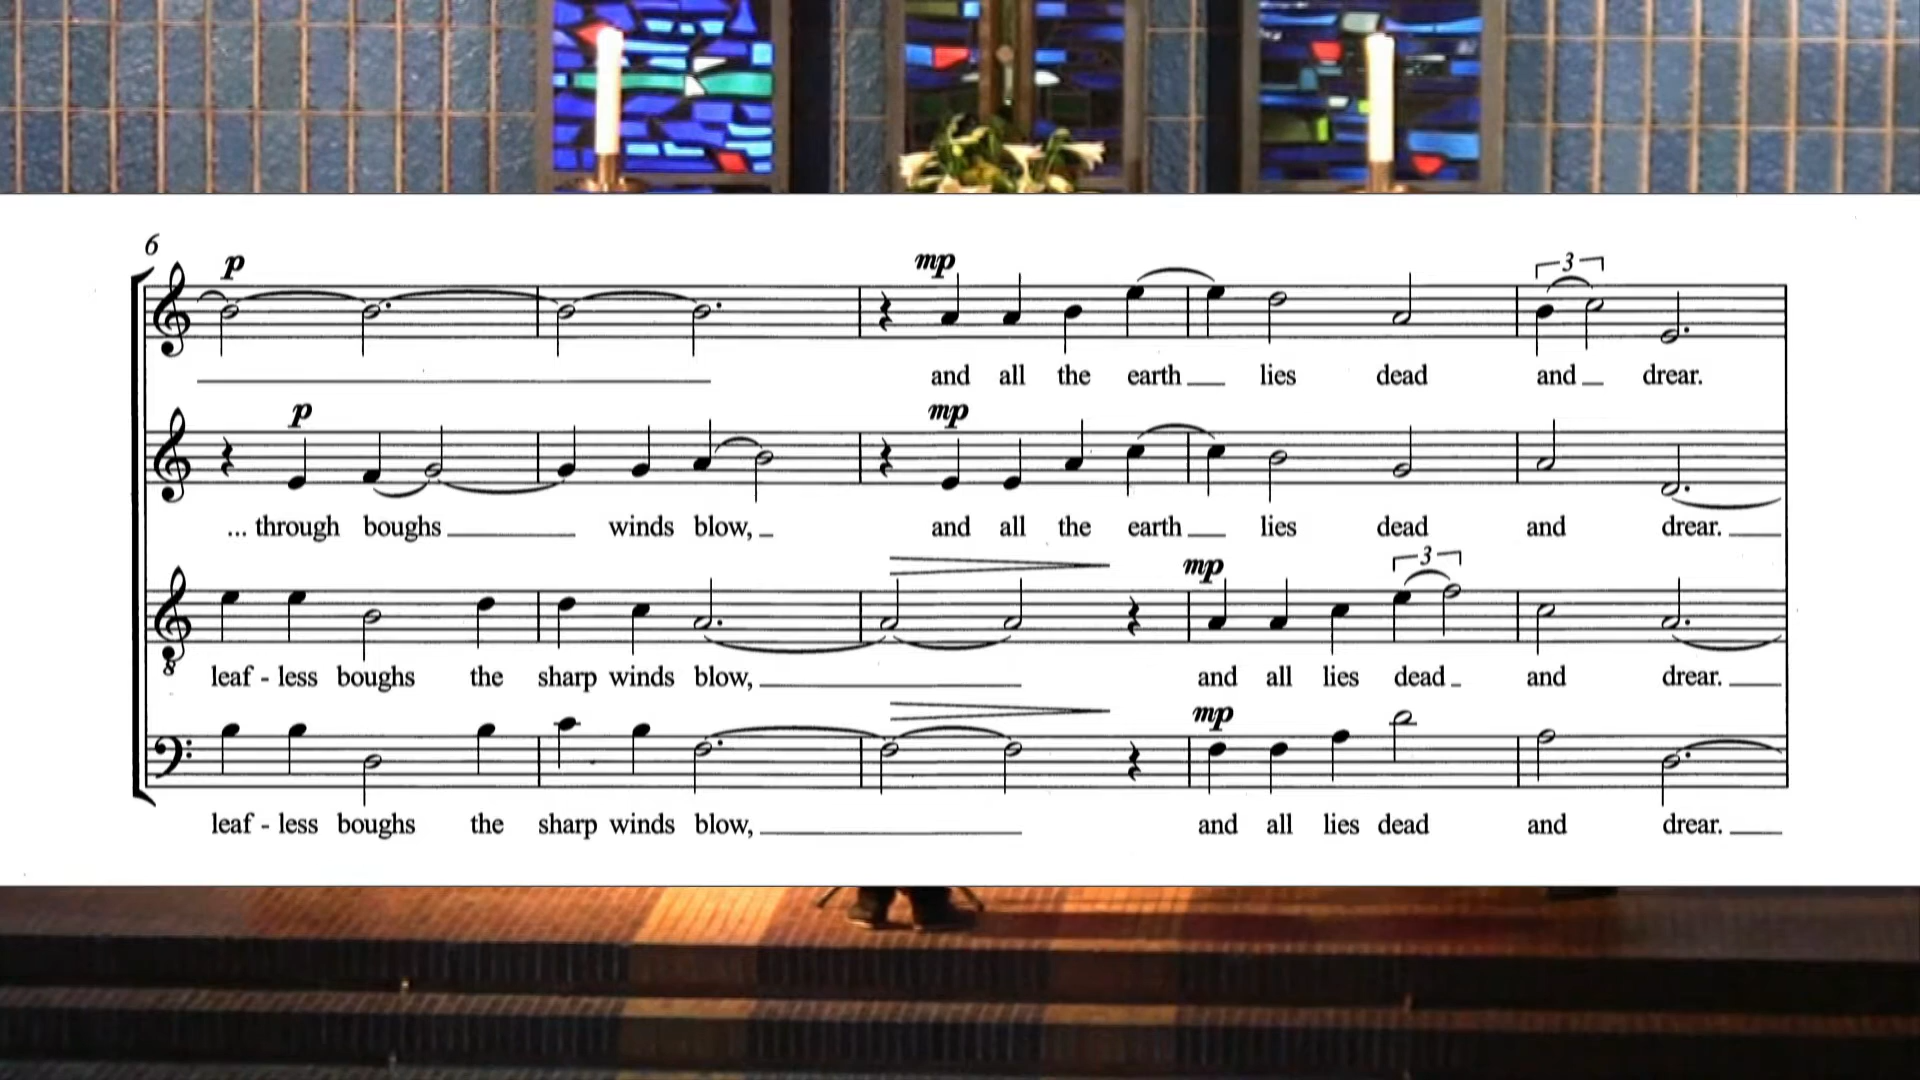 6
p
mp
3
and all the earth lies dead and drear.
p
mp
... through boughs winds blow, and all the earth lies dead and drear.
mp
3
leaf - less boughs the sharp winds blow, and all lies dead and drear.
8
mp
leaf - less boughs the sharp winds blow, and all lies dead and drear.